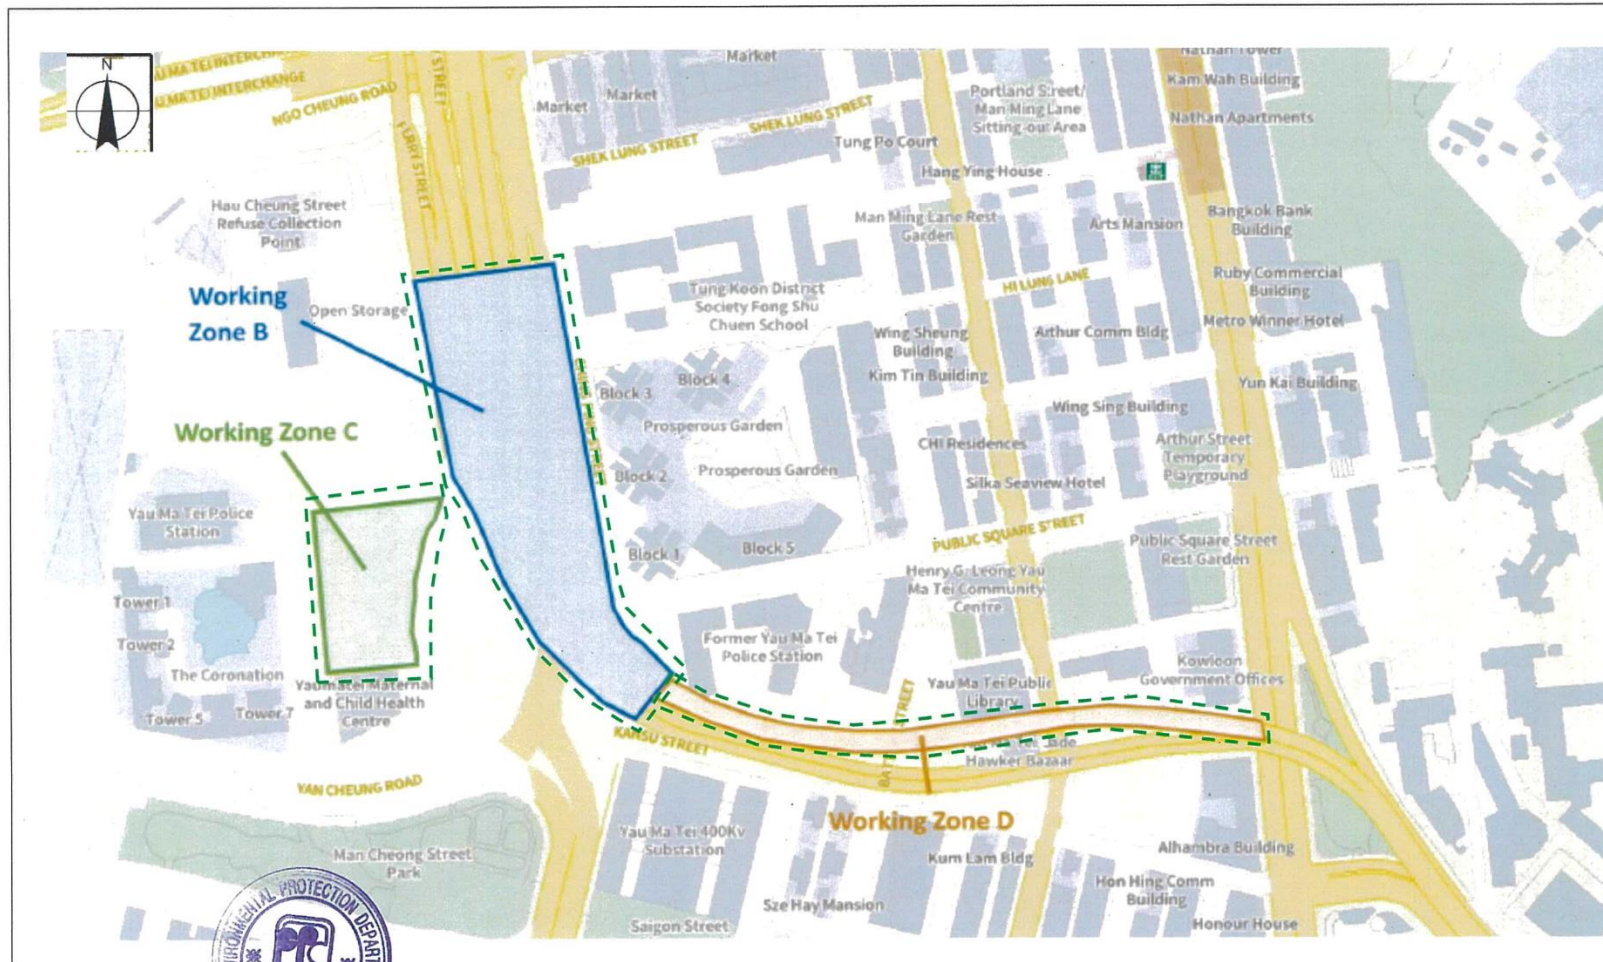 N
YAU MA TEI INTERCHANGE
YAU MA TEI INTERCHANGE
NGO CHEUNG ROAD
FERRY STREET
STREET
Market
Market
Market
SHEK LUNG STREET
SHEK LUNG STREET
Tung Po Court
Portland Street/
Man Ming Lane
Sitting-out Area
Nathan Tower
Kam Wah Building
Nathan Apartments
Hang Ying House
Hau Cheung Street
Refuse Collection
Point
Man Ming Lane Rest
Garden
Arts Mansion
Bangkok Bank
Building
Working
Zone B
Open Storage
Tung Koon District
Society Fong Shu
Chuen School
HI LUNG LANE
Ruby Commercial
Building
Metro Winner Hotel
Wing Sheung
Building
Arthur Comm Bldg
Kim Tin Building
Block 3
Block 4
Yun Kai Building
Wing Sing Building
Prosperous Garden
Working Zone C
CHI Residences
Arthur Street
Temporary
Playground
Block 2
Prosperous Garden
Silka Seaview Hotel
Yau Ma Tei Police
Station
PUBLIC SQUARE STREET
Block 1
Block 5
Public Square Street
Rest Garden
Henry G. Leong Yau
Ma Tei Community
Centre
Tower 1
Tower 2
The Coronation
Former Yau Ma Tei
Police Station
Kowloon
Government Offices
Yaumatei Maternal
and Child Health
Centre
Tower 5
Tower 7
Yau Ma Tei Public
Library
STREET
KANSU STREET
Jade
Hawker Bazaar
YAN CHEUNG ROAD
Working Zone D
Yau Ma Tei 400Kv
Substation
Man Cheong Street
Park
Kum Lam Bldg
Alhambra Building
Hon Hing Comm
Building
Sze Hay Mansion
Saigon Street
Honour House
PROTECTION